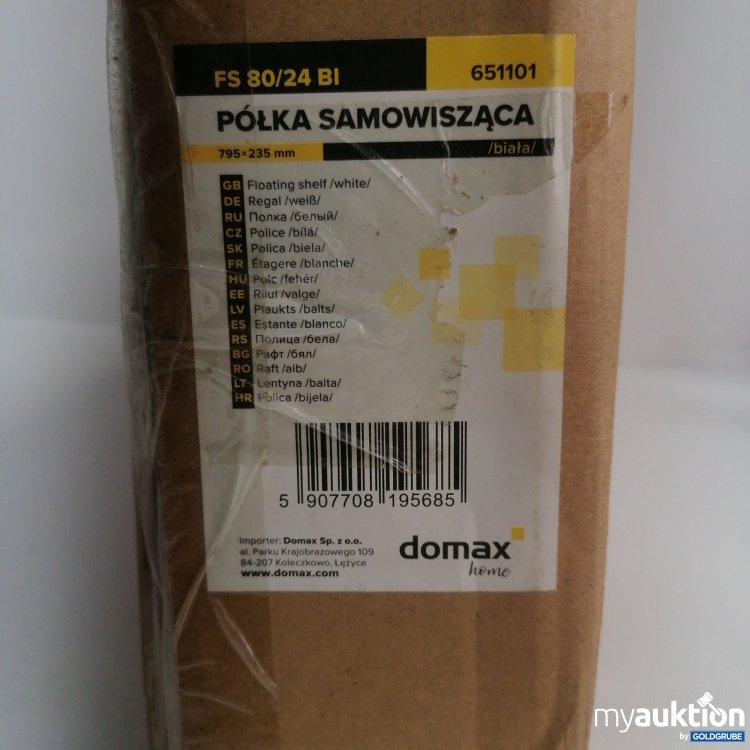 FS 80/24 BI
651101
PÓŁKA SAMOWISZĄCA
795×235 mm
/biała/
GB Floating shelf /white/
DE Regal /weiß/
RU Полка /белый/
CZ Police /bílá/
SK Polica /biela/
FR Étagere /blanche/
HU Polc /fehér/
EE Riiul /valge/
LV Plaukts /balts/
ES Estante /blanco/
RS Полица /бела/
BG Рафт /бял/
RO Raft /alb/
LT Lentyna /balta/
HR Polica /bijela/
5 907708 195685
Importer: Domax Sp. z o.o.
al. Parku Krajobrazowego 109
84-207 Koleczkowo, Łężyce
www.domax.com
domax
home
myauktion
by GOLDGRUBE